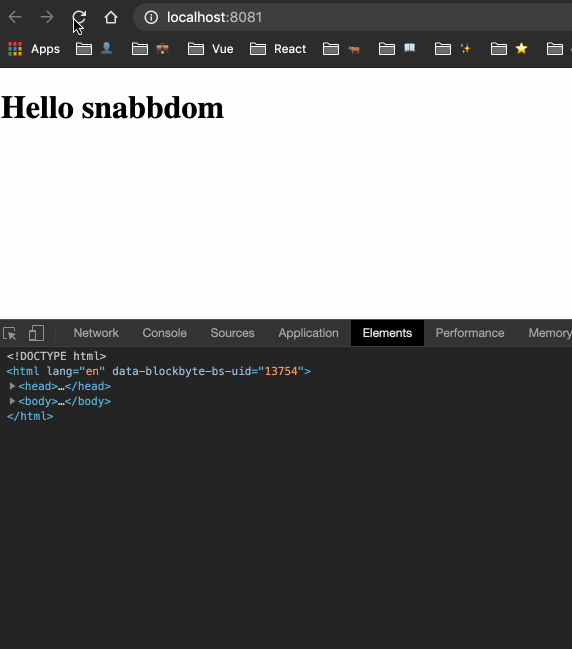 localhost:8081
Apps Vue React
Hello snabbdom
Network Console Sources Application Elements Performance Memory
<!DOCTYPE html>
<html lang="en" data-blockbyte-bs-uid="13754">
<head>…</head>
<body>…</body>
</html>